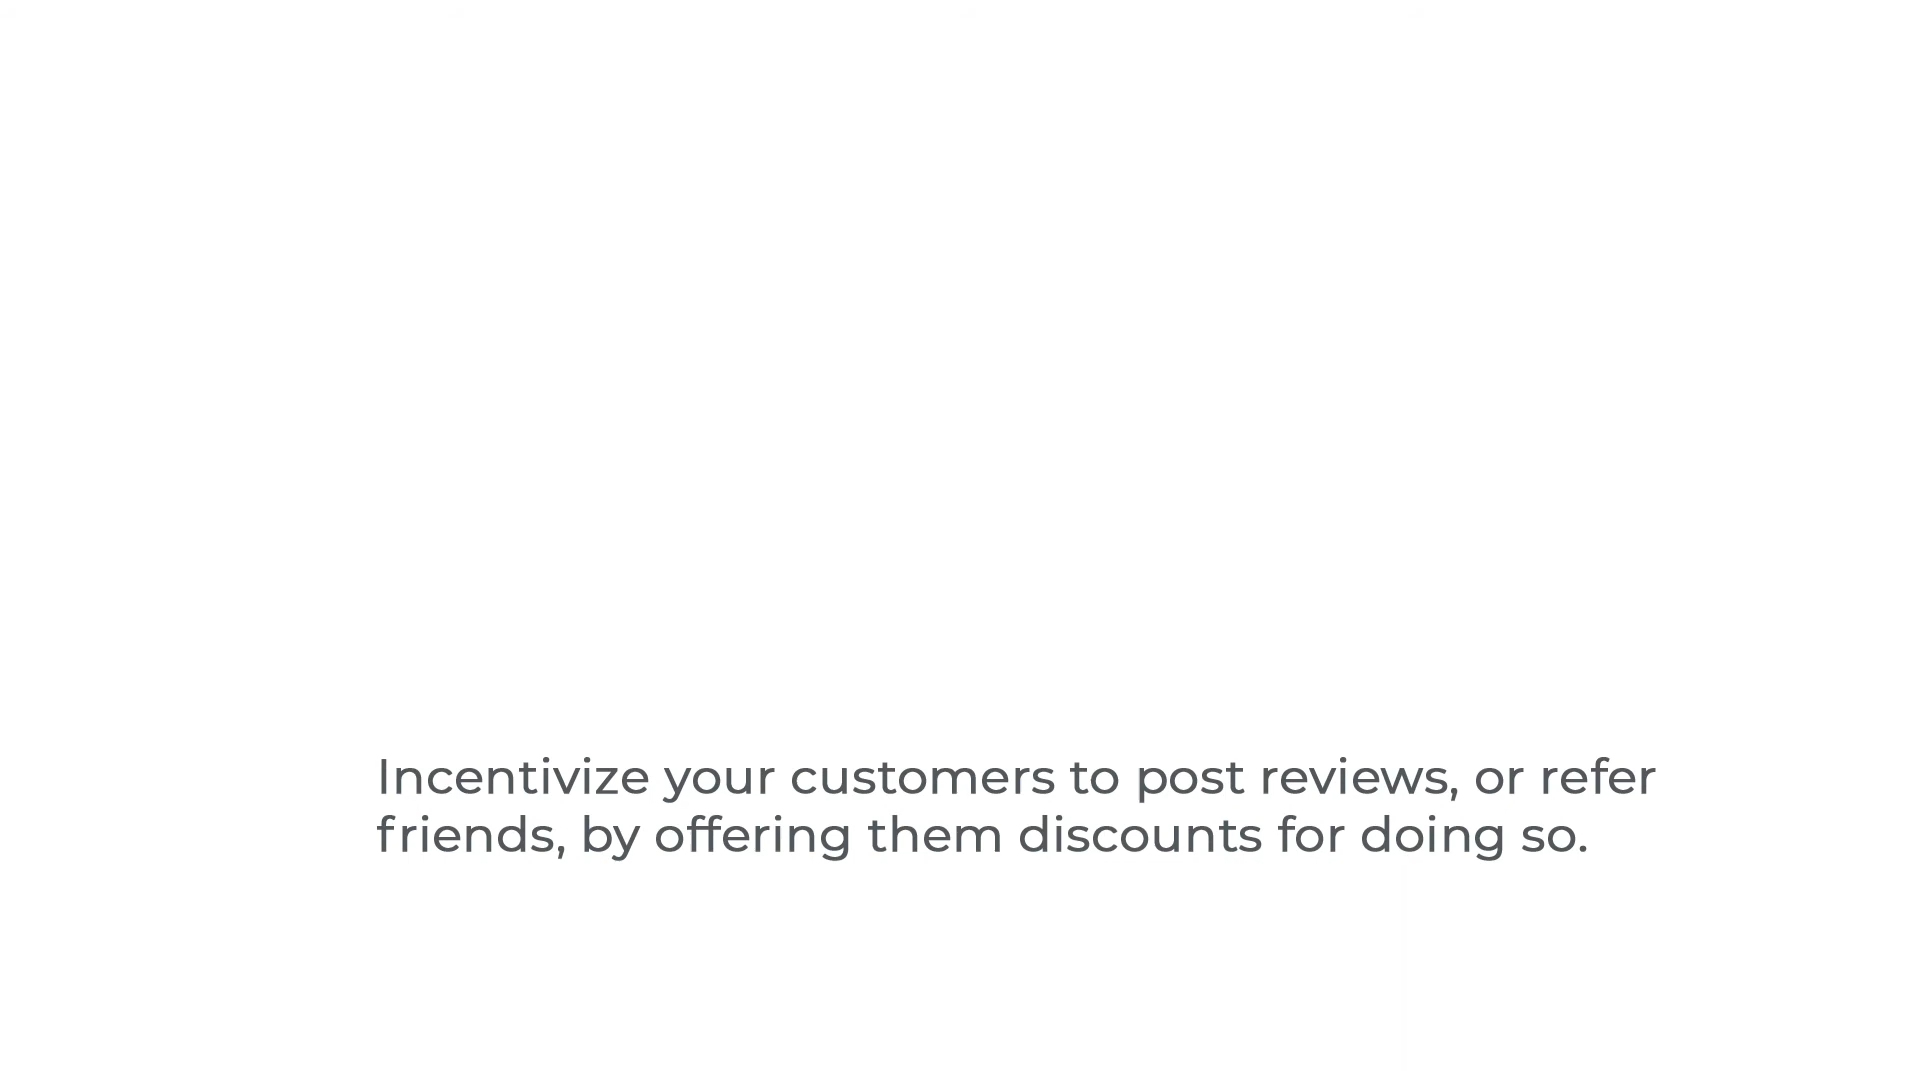 Incentivize your customers to post reviews, or refer
friends, by offering them discounts for doing so.